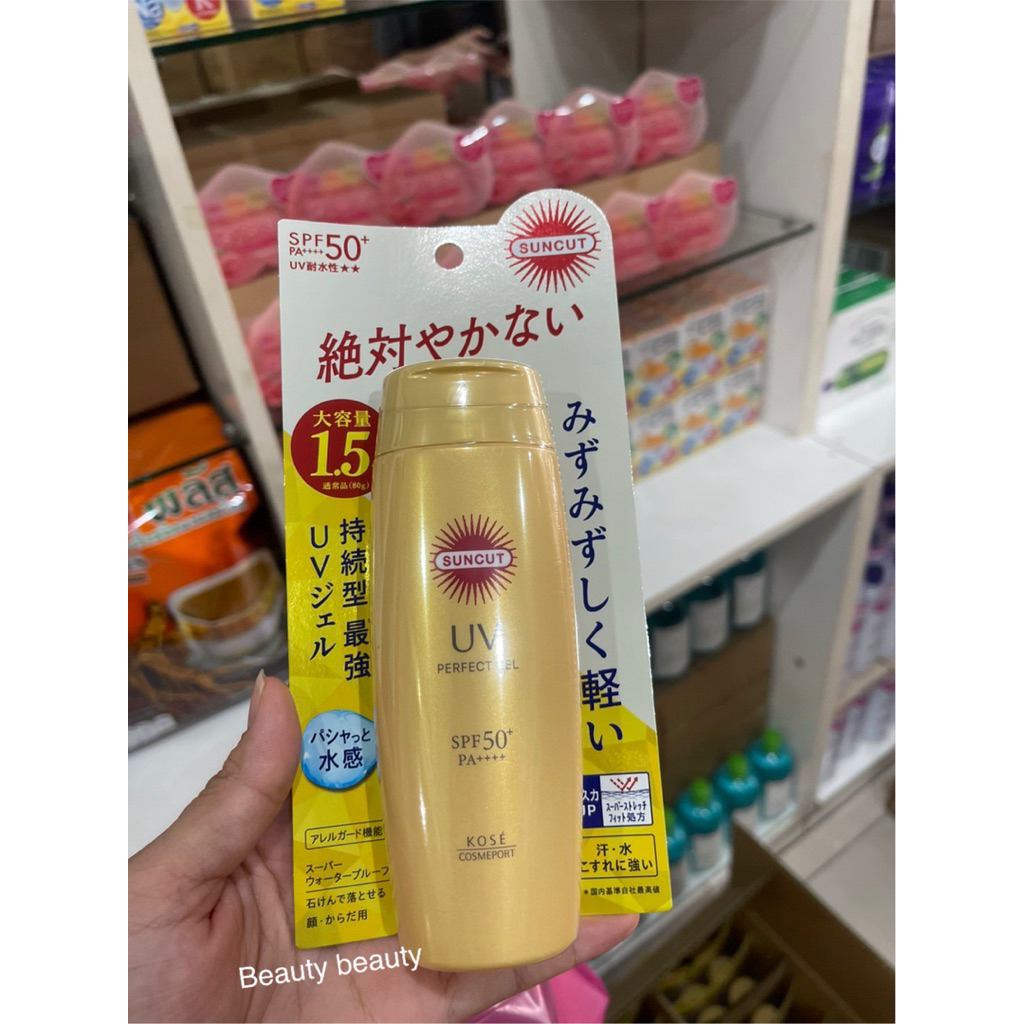 SPF50+
PA++++
UV耐水性★★
SUNCUT
絶対やかない
大容量
1.5
通常品(80g)
みずみずしく軽い
持続型 最強
UVジェル
SUNCUT
UV
PERFECT GEL
SPF50+
PA++++
KOSÉ
COSMEPORT
パシャっと
水感
アレルガード機能
スーパー
ウォータープルーフ
石けんで落とせる
顔・からだ用
スーパーストレッチ
フィット処方
汗・水
こすれに強い
*国内基準自社最高値
พลัส
Beauty beauty